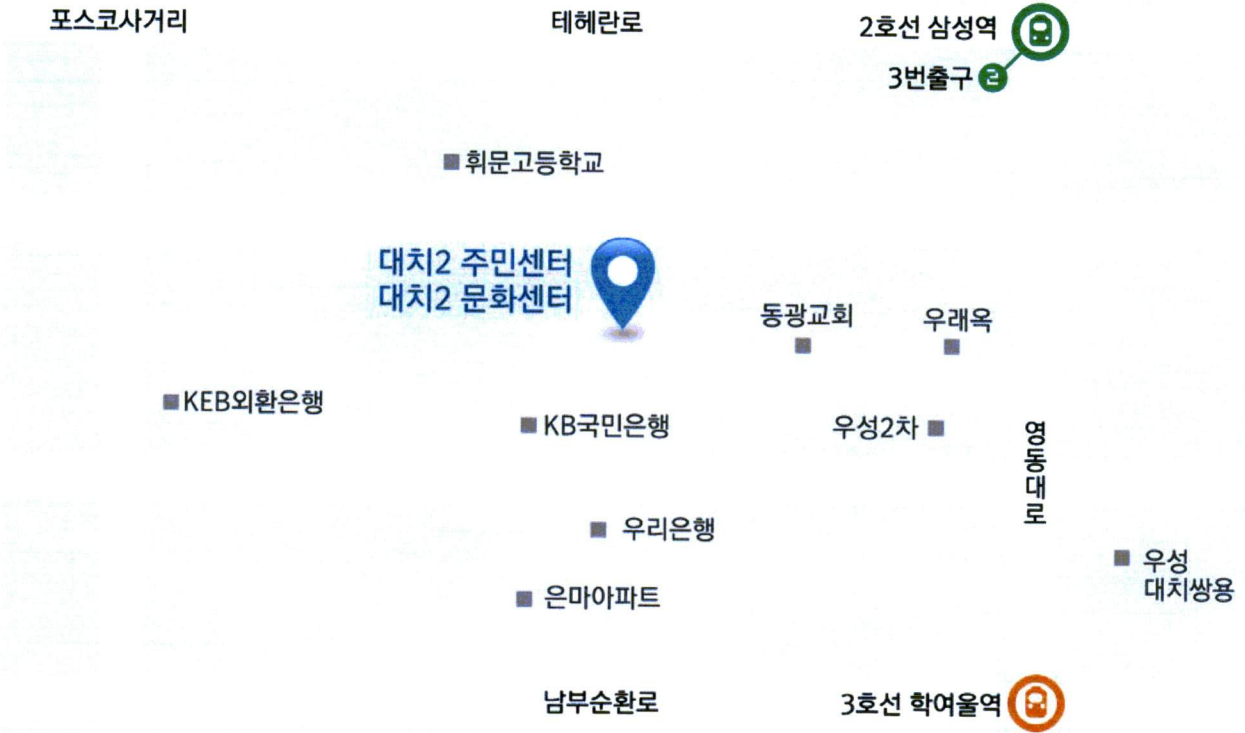 포스코사거리
테헤란로
2호선 삼성역
3번출구 2
휘문고등학교
대치2 주민센터
대치2 문화센터
동광교회
우래옥
KEB외환은행
KB국민은행
우성2차
영동대로
우리은행
우성
대치쌍용
은마아파트
남부순환로
3호선 학여울역